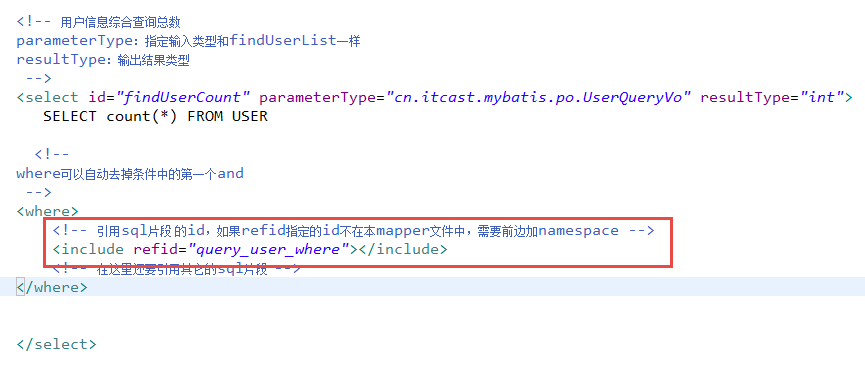 <!-- 用户信息综合查询总数
parameterType：指定输入类型和findUserList一样
resultType：输出结果类型
-->
<select id="findUserCount" parameterType="cn.itcast.mybatis.po.UserQueryVo" resultType="int">
SELECT count(*) FROM USER
<!--
where可以自动去掉条件中的第一个and
-->
<where>
<!-- 引用sql片段 的id，如果refid指定的id不在本mapper文件中，需要前边加namespace -->
<include refid="query_user_where"></include>
<!-- 在这里还要引用其它的sql片段 -->
</where>
</select>